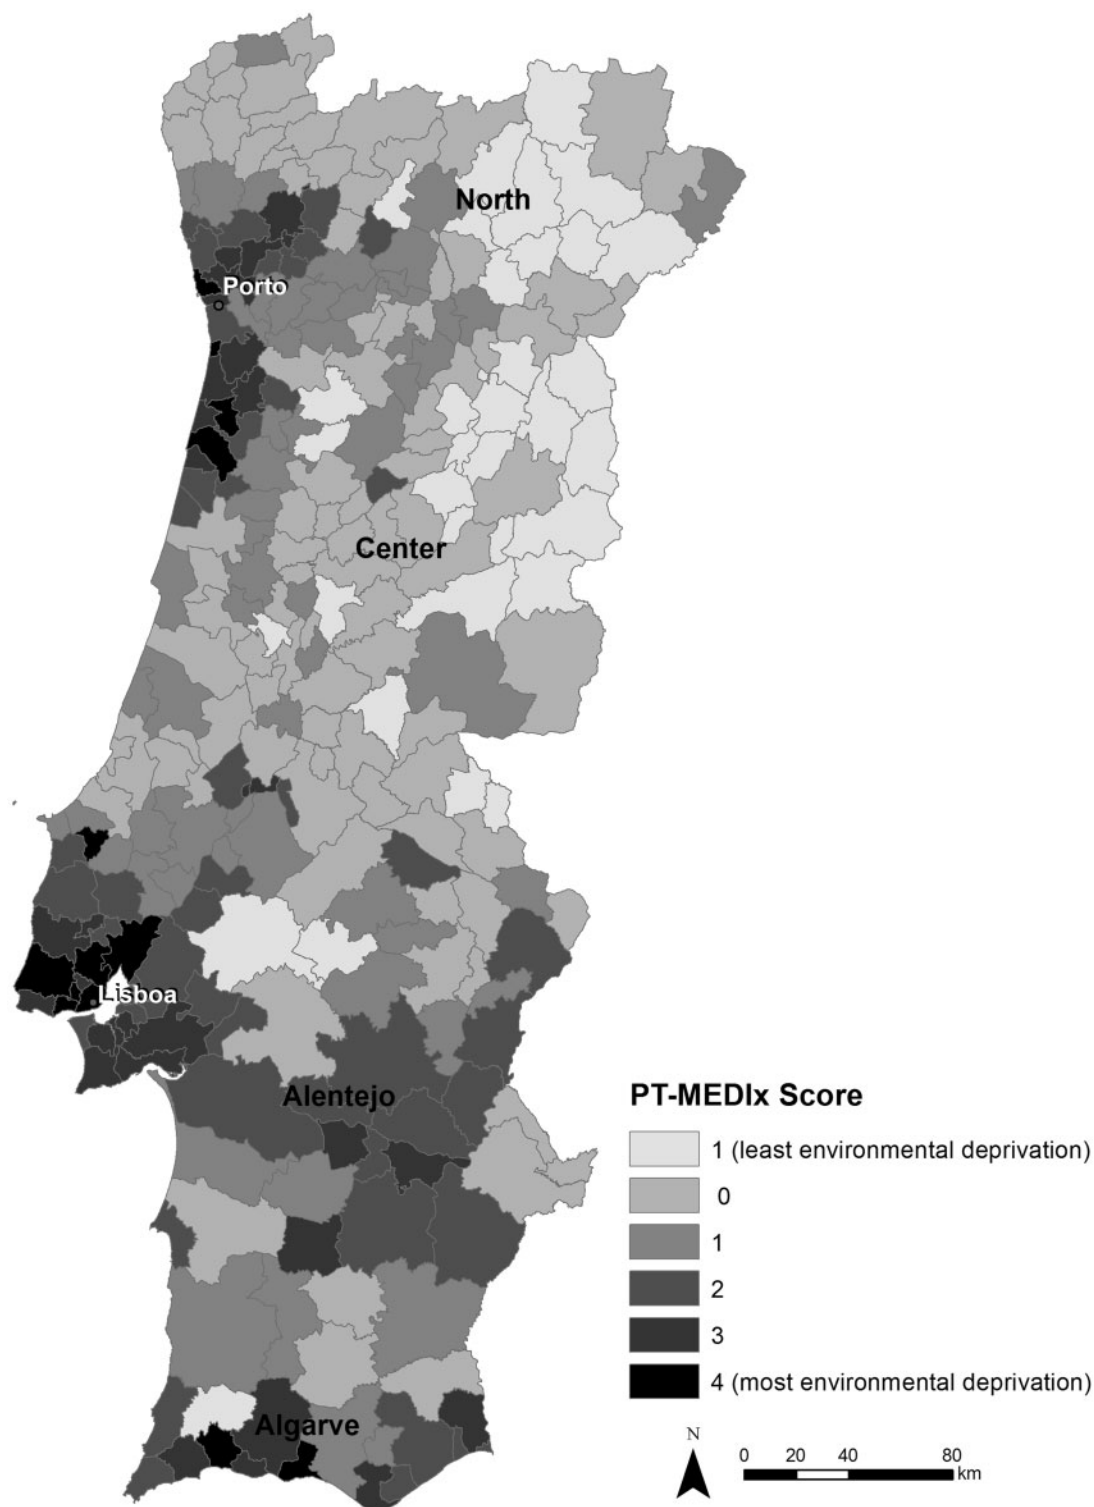 North
Porto
Center
Lisboa
Alentejo
Algarve
PT-MEDIx Score
1 (least environmental deprivation)
0
1
2
3
4 (most environmental deprivation)
N
0 20 40 80
km